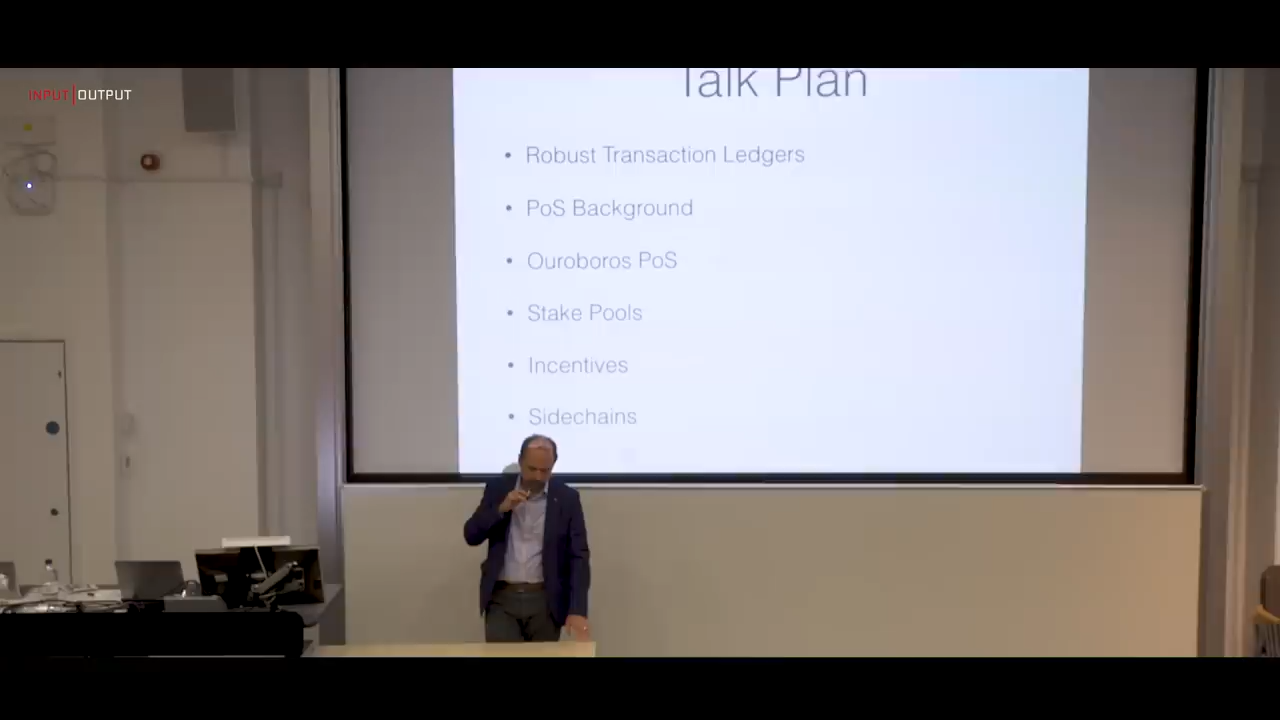 INPUT|OUTPUT
Talk Plan
• Robust Transaction Ledgers
• PoS Background
• Ouroboros PoS
• Stake Pools
• Incentives
• Sidechains